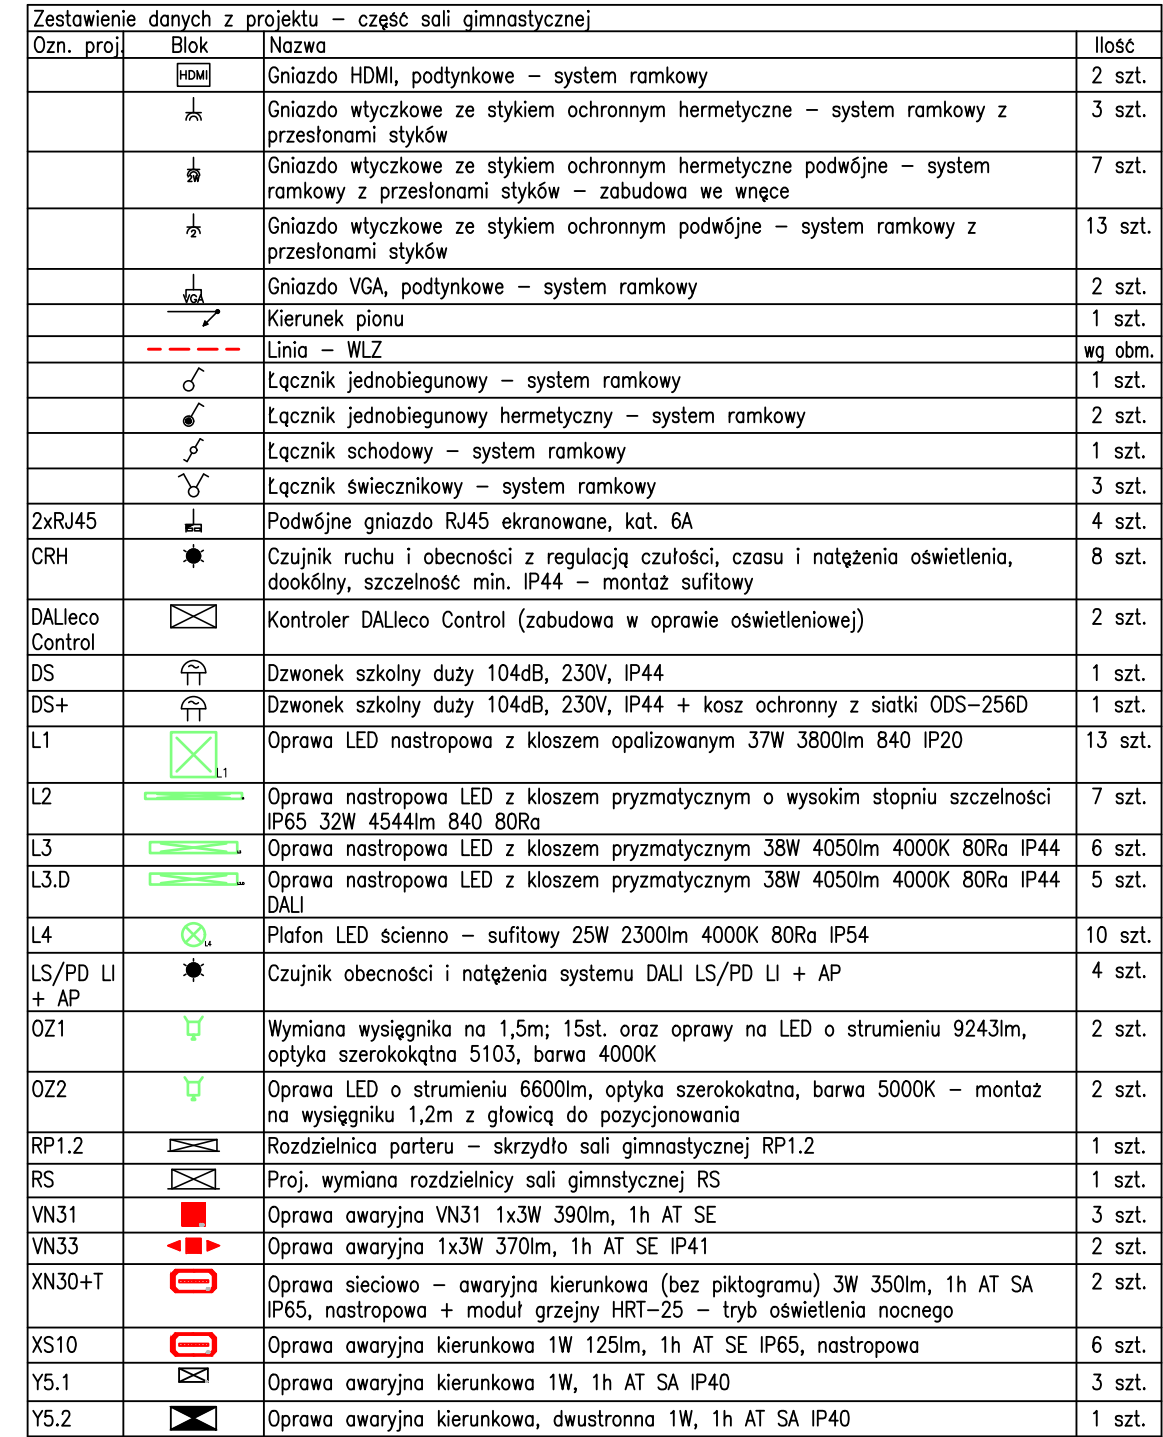 Zestawienie danych z projektu – część sali gimnastycznej
Ozn. proj. Blok Nazwa Ilość
HDMI Gniazdo HDMI, podtynkowe – system ramkowy 2 szt.
Gniazdo wtyczkowe ze stykiem ochronnym hermetyczne – system ramkowy z 3 szt.
przesłonami styków
2W Gniazdo wtyczkowe ze stykiem ochronnym hermetyczne podwójne – system 7 szt.
ramkowy z przesłonami styków – zabudowa we wnęce
2 Gniazdo wtyczkowe ze stykiem ochronnym podwójne – system ramkowy z 13 szt.
przesłonami styków
VGA Gniazdo VGA, podtynkowe – system ramkowy 2 szt.
Kierunek pionu 1 szt.
Linia – WLZ wg obm.
Łącznik jednobiegunowy – system ramkowy 1 szt.
Łącznik jednobiegunowy hermetyczny – system ramkowy 2 szt.
Łącznik schodowy – system ramkowy 1 szt.
Łącznik świecznikowy – system ramkowy 3 szt.
2xRJ45 Podwójne gniazdo RJ45 ekranowane, kat. 6A 4 szt.
CRH Czujnik ruchu i obecności z regulacją czułości, czasu i natężenia oświetlenia, 8 szt.
dookólny, szczelność min. IP44 – montaż sufitowy
DALIeco Kontroler DALIeco Control (zabudowa w oprawie oświetleniowej) 2 szt.
Control
DS Dzwonek szkolny duży 104dB, 230V, IP44 1 szt.
DS+ Dzwonek szkolny duży 104dB, 230V, IP44 + kosz ochronny z siatki ODS–256D 1 szt.
L1 L1 Oprawa LED nastropowa z kloszem opalizowanym 37W 3800lm 840 IP20 13 szt.
L2 Oprawa nastropowa LED z kloszem pryzmatycznym o wysokim stopniu szczelności 7 szt.
IP65 32W 4544lm 840 80Ra
L3 Oprawa nastropowa LED z kloszem pryzmatycznym 38W 4050lm 4000K 80Ra IP44 6 szt.
L3.D Oprawa nastropowa LED z kloszem pryzmatycznym 38W 4050lm 4000K 80Ra IP44 5 szt.
DALI
L4 L4 Plafon LED ścienno – sufitowy 25W 2300lm 4000K 80Ra IP54 10 szt.
LS/PD LI Czujnik obecności i natężenia systemu DALI LS/PD LI + AP 4 szt.
+ AP
OZ1 Wymiana wysięgnika na 1,5m; 15st. oraz oprawy na LED o strumieniu 9243lm, 2 szt.
optyka szerokokątna 5103, barwa 4000K
OZ2 Oprawa LED o strumieniu 6600lm, optyka szerokokatna, barwa 5000K – montaż 2 szt.
na wysięgniku 1,2m z głowicą do pozycjonowania
RP1.2 Rozdzielnica parteru – skrzydło sali gimnastycznej RP1.2 1 szt.
RS Proj. wymiana rozdzielnicy sali gimnstycznej RS 1 szt.
VN31 Oprawa awaryjna VN31 1x3W 390lm, 1h AT SE 3 szt.
VN33 Oprawa awaryjna 1x3W 370lm, 1h AT SE IP41 2 szt.
XN30+T Oprawa sieciowo – awaryjna kierunkowa (bez piktogramu) 3W 350lm, 1h AT SA 2 szt.
IP65, nastropowa + moduł grzejny HRT–25 – tryb oświetlenia nocnego
XS10 Oprawa awaryjna kierunkowa 1W 125lm, 1h AT SE IP65, nastropowa 6 szt.
Y5.1 Oprawa awaryjna kierunkowa 1W, 1h AT SA IP40 3 szt.
Y5.2 Oprawa awaryjna kierunkowa, dwustronna 1W, 1h AT SA IP40 1 szt.